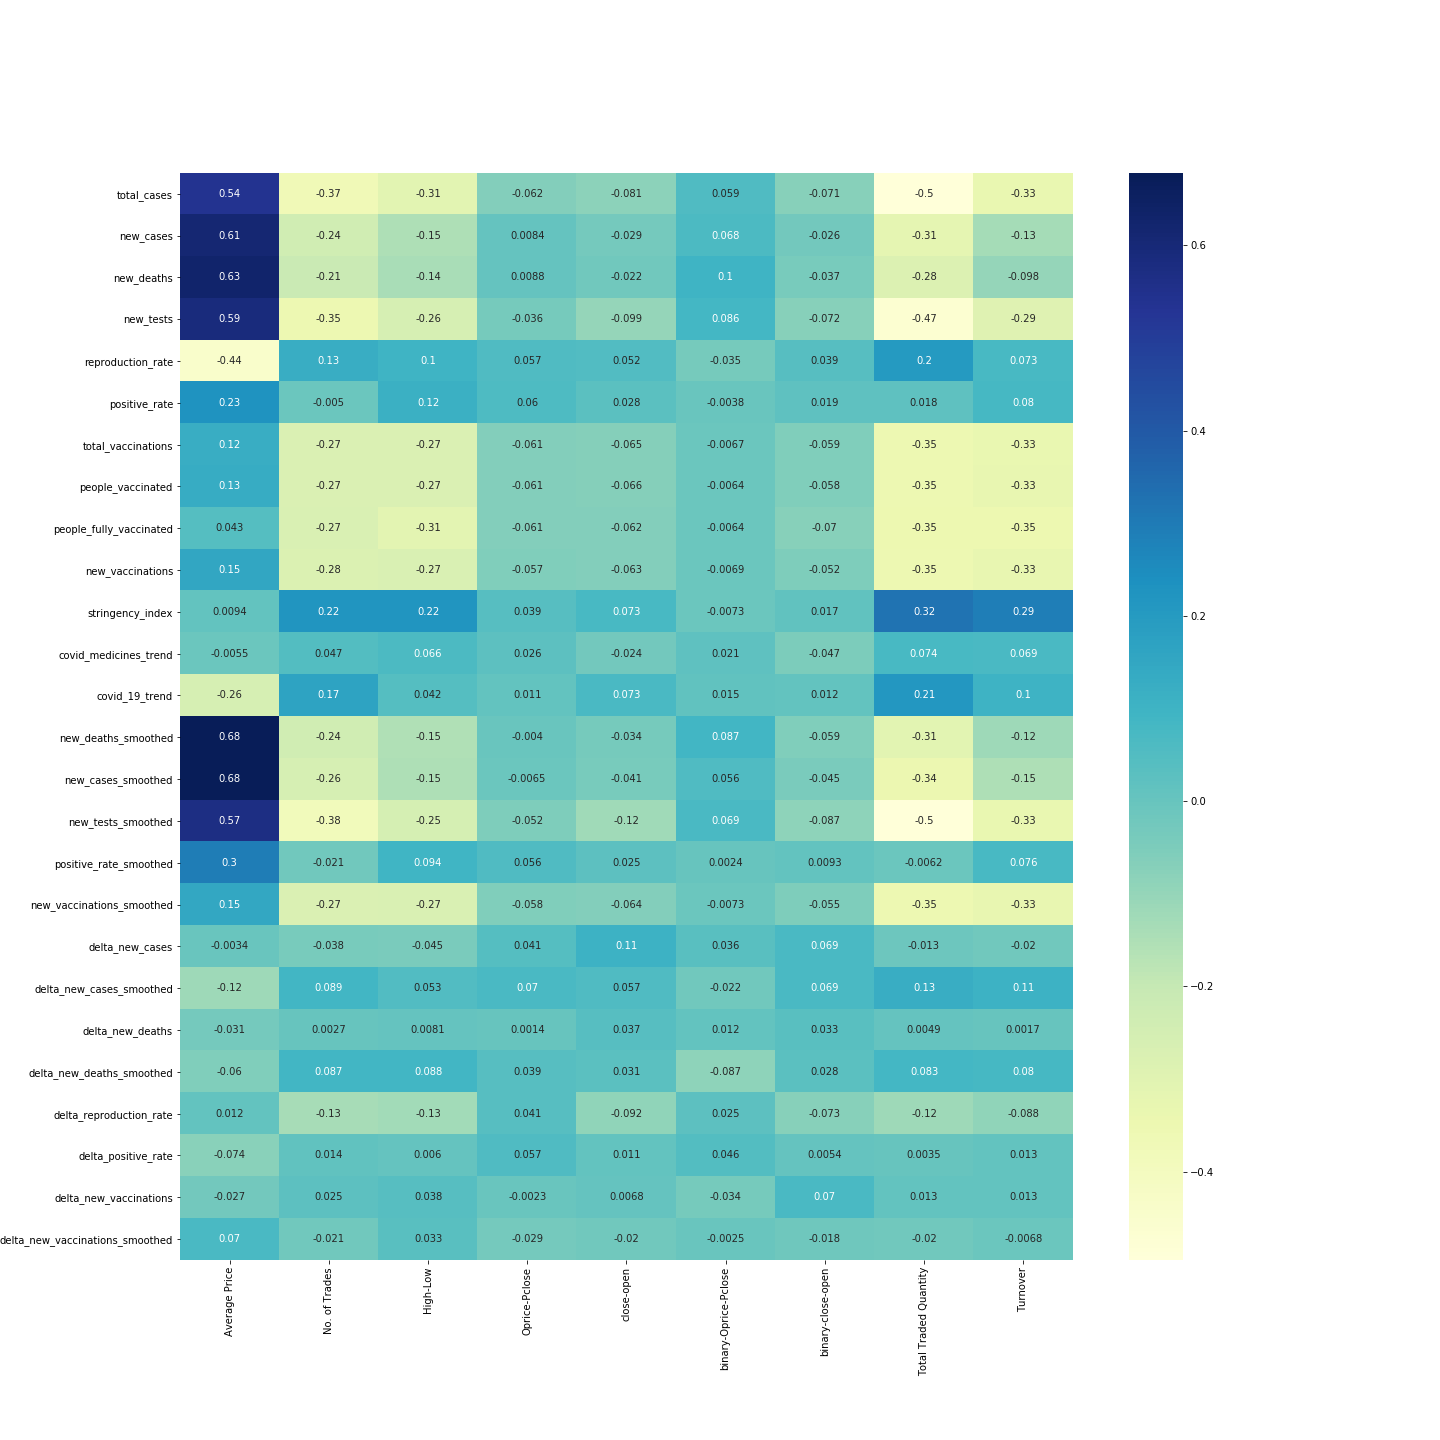 total_cases 0.54 -0.37 -0.31 -0.062 -0.081 0.059 -0.071 -0.5 -0.33
new_cases 0.61 -0.24 -0.15 0.0084 -0.029 0.068 -0.026 -0.31 -0.13
0.6
new_deaths 0.63 -0.21 -0.14 0.0088 -0.022 0.1 -0.037 -0.28 -0.098
new_tests 0.59 -0.35 -0.26 -0.036 -0.099 0.086 -0.072 -0.47 -0.29
reproduction_rate -0.44 0.13 0.1 0.057 0.052 -0.035 0.039 0.2 0.073
positive_rate 0.23 -0.005 0.12 0.06 0.028 -0.0038 0.019 0.018 0.08
0.4
total_vaccinations 0.12 -0.27 -0.27 -0.061 -0.065 -0.0067 -0.059 -0.35 -0.33
people_vaccinated 0.13 -0.27 -0.27 -0.061 -0.066 -0.0064 -0.058 -0.35 -0.33
people_fully_vaccinated 0.043 -0.27 -0.31 -0.061 -0.062 -0.0064 -0.07 -0.35 -0.35
new_vaccinations 0.15 -0.28 -0.27 -0.057 -0.063 -0.0069 -0.052 -0.35 -0.33
stringency_index 0.0094 0.22 0.22 0.039 0.073 -0.0073 0.017 0.32 0.29
0.2
covid_medicines_trend -0.0055 0.047 0.066 0.026 -0.024 0.021 -0.047 0.074 0.069
covid_19_trend -0.26 0.17 0.042 0.011 0.073 0.015 0.012 0.21 0.1
new_deaths_smoothed 0.68 -0.24 -0.15 -0.004 -0.034 0.087 -0.059 -0.31 -0.12
new_cases_smoothed 0.68 -0.26 -0.15 -0.0065 -0.041 0.056 -0.045 -0.34 -0.15
0.0
new_tests_smoothed 0.57 -0.38 -0.25 -0.052 -0.12 0.069 -0.087 -0.5 -0.33
positive_rate_smoothed 0.3 -0.021 0.094 0.056 0.025 0.0024 0.0093 -0.0062 0.076
new_vaccinations_smoothed 0.15 -0.27 -0.27 -0.058 -0.064 -0.0073 -0.055 -0.35 -0.33
delta_new_cases -0.0034 -0.038 -0.045 0.041 0.11 0.036 0.069 -0.013 -0.02
delta_new_cases_smoothed -0.12 0.089 0.053 0.07 0.057 -0.022 0.069 0.13 0.11
−0.2
delta_new_deaths -0.031 0.0027 0.0081 0.0014 0.037 0.012 0.033 0.0049 0.0017
delta_new_deaths_smoothed -0.06 0.087 0.088 0.039 0.031 -0.087 0.028 0.083 0.08
delta_reproduction_rate 0.012 -0.13 -0.13 0.041 -0.092 0.025 -0.073 -0.12 -0.088
delta_positive_rate -0.074 0.014 0.006 0.057 0.011 0.046 0.0054 0.0035 0.013
−0.4
delta_new_vaccinations -0.027 0.025 0.038 -0.0023 0.0068 -0.034 0.07 0.013 0.013
delta_new_vaccinations_smoothed 0.07 -0.021 0.033 -0.029 -0.02 -0.0025 -0.018 -0.02 -0.0068
Average Price
No. of Trades
High-Low
Oprice-Pclose
close-open
binary-Oprice-Pclose
binary-close-open
Total Traded Quantity
Turnover